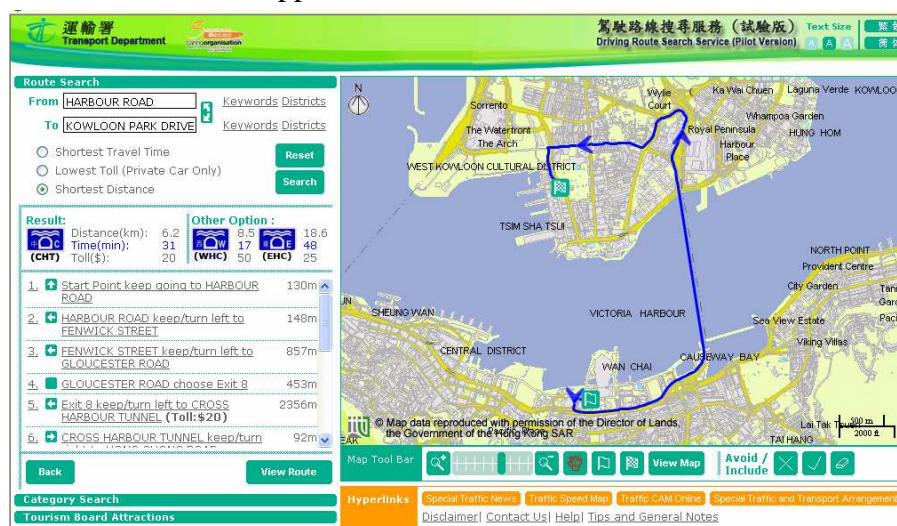 運輸署
Transport Department
駕駛路線搜尋服務 (試驗版)
Driving Route Search Service (Pilot Version)
Text Size
A A A
Route Search
From HARBOUR ROAD Keywords Districts
To KOWLOON PARK DRIVE Keywords Districts
Shortest Travel Time
Lowest Toll (Private Car Only)
Shortest Distance
Reset
Search
Result: Other Option :
Distance(km): 6.2 8.5 18.6
Time(min): 31 17 48
Toll($): 20 50 25
(CHT) (WHC) (EHC)
1. Start Point keep going to HARBOUR ROAD 130m
2. HARBOUR ROAD keep/turn left to FENWICK STREET 148m
3. FENWICK STREET keep/turn left to GLOUCESTER ROAD 857m
4. GLOUCESTER ROAD choose Exit 8 453m
5. Exit 8 keep/turn left to CROSS HARBOUR TUNNEL (Toll:$20) 2356m
6. CROSS HARBOUR TUNNEL keep/turn 92m
Back
View Route
Category Search
Tourism Board Attractions
N
Sorrento
Wylie Court
Ka Wai Chuen
Laguna Verde
KOWLOO
The Waterfront
The Arch
Whampoa Garden
Royal Peninsula
HUNG HOM
Harbour Place
WEST KOWLOON CULTURAL DISTRICT
TSIM SHA TSUI
NORTH POINT
Provident Centre
City Garden
SHEUNG WAN
VICTORIA HARBOUR
Sea View Estate
Viking Villas
CENTRAL DISTRICT
CAUSEWAY BAY
WAN CHAI
© Map data reproduced with permission of the Director of Lands.
the Government of the Hong Kong SAR
Lai Tak
TAI HANG
500 m
2000 ft
Map Tool Bar
View Map
Avoid /
Include
Hyperlinks
Special Traffic News
Traffic Speed Map
Traffic CAM Online
Special Traffic and Transport Arrangement
Disclaimer| Contact Us| Help| Tips and General Notes